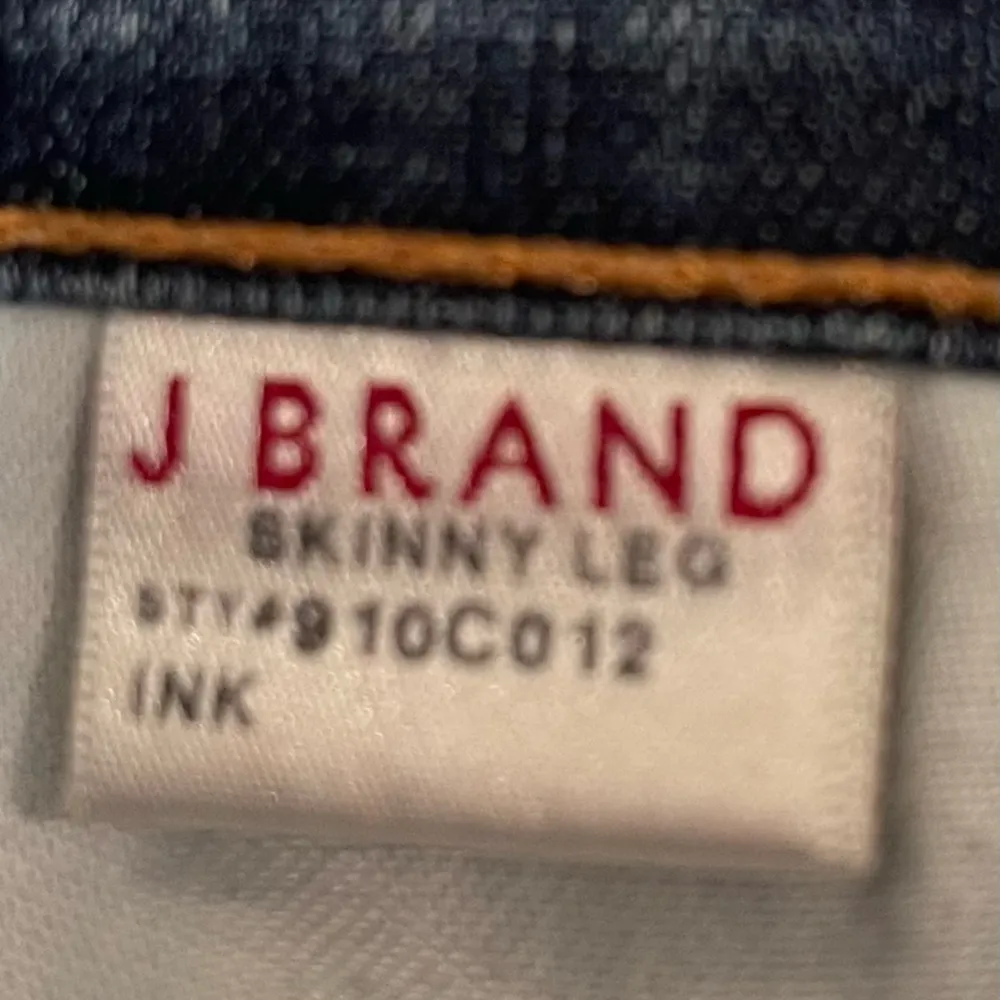 J BRAND
SKINNY LEG
STY#910C012
INK